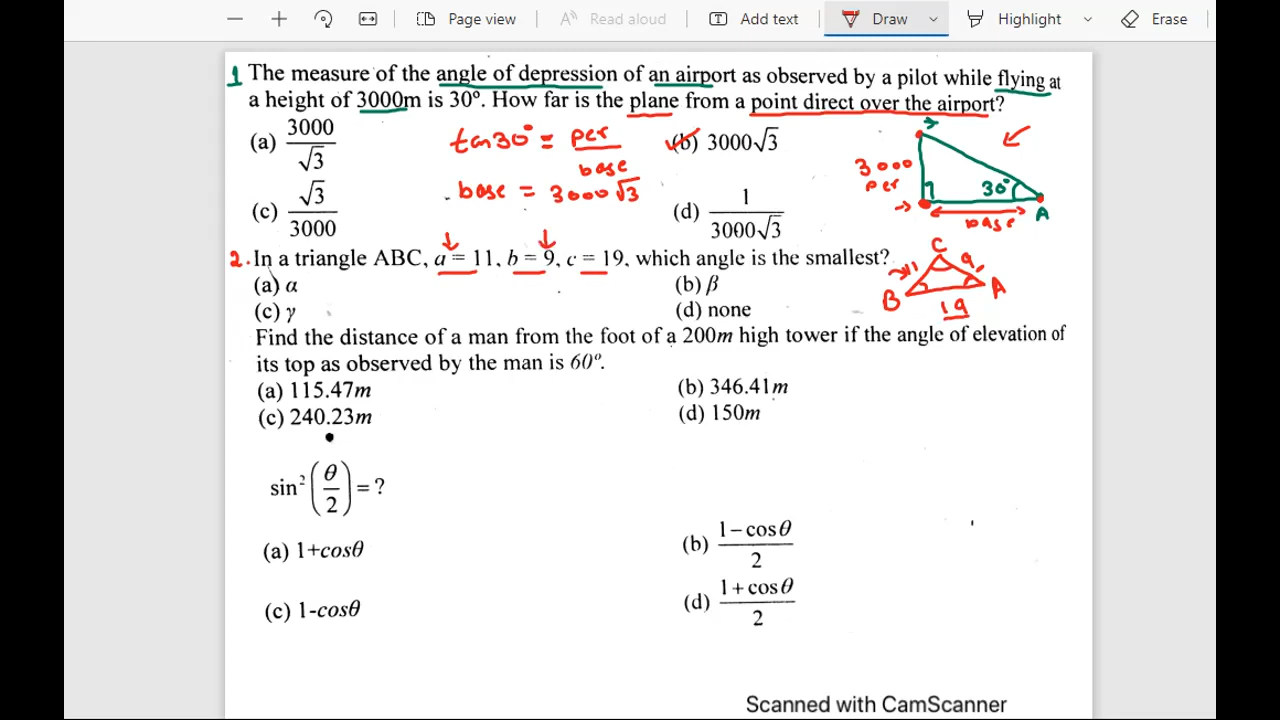 Page view
Read aloud
Add text
Draw
Highlight
Erase
1 The measure of the angle of depression of an airport as observed by a pilot while flying at
a height of 3000m is 30º. How far is the plane from a point direct over the airport?
(a) 3000/√3
tan30° = per/base
(b) 3000√3
3000
per
30°
A
base
base = 3000√3
(c) √3/3000
(d) 1/3000√3
2. In a triangle ABC, a = 11, b = 9, c = 19, which angle is the smallest?
C
11
9
B
A
19
(a) α
(b) β
(c) γ
(d) none
Find the distance of a man from the foot of a 200m high tower if the angle of elevation of
its top as observed by the man is 60º.
(a) 115.47m
(b) 346.41m
(c) 240.23m
(d) 150m
sin²(θ/2) = ?
(a) 1+cosθ
(b) 1−cosθ/2
(c) 1-cosθ
(d) 1+cosθ/2
Scanned with CamScanner